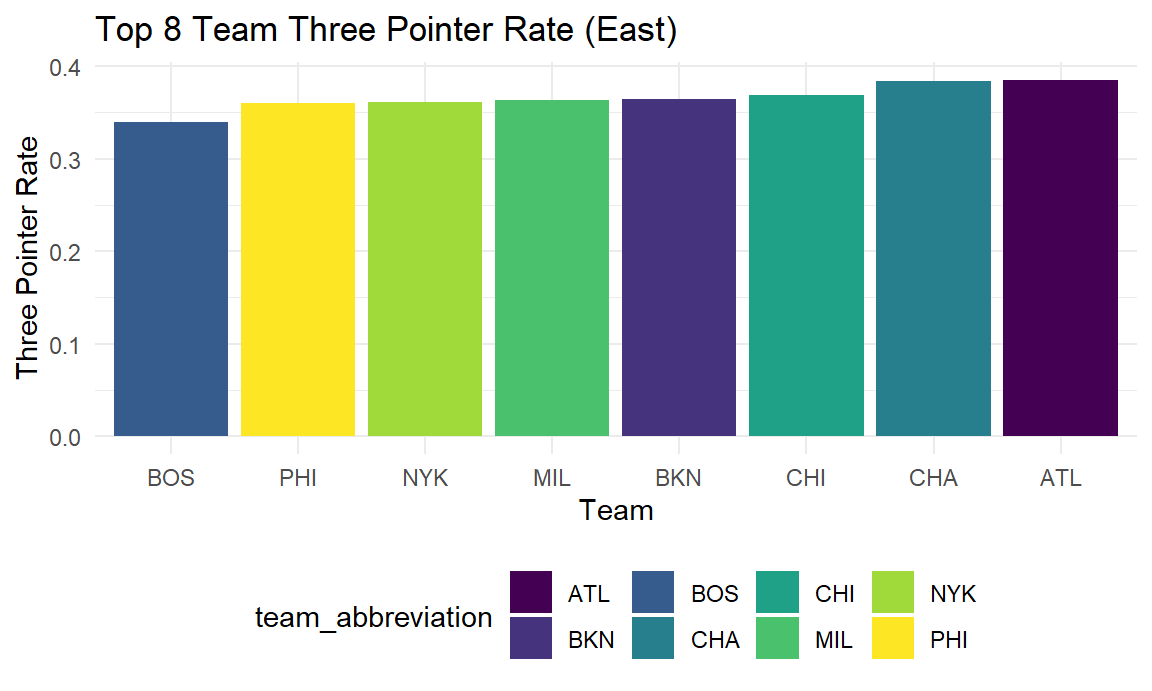 Top 8 Team Three Pointer Rate (East)
Three Pointer Rate
0.4
0.3
0.2
0.1
0.0
BOS PHI NYK MIL BKN CHI CHA ATL
Team
team_abbreviation
ATL BOS CHI NYK
BKN CHA MIL PHI